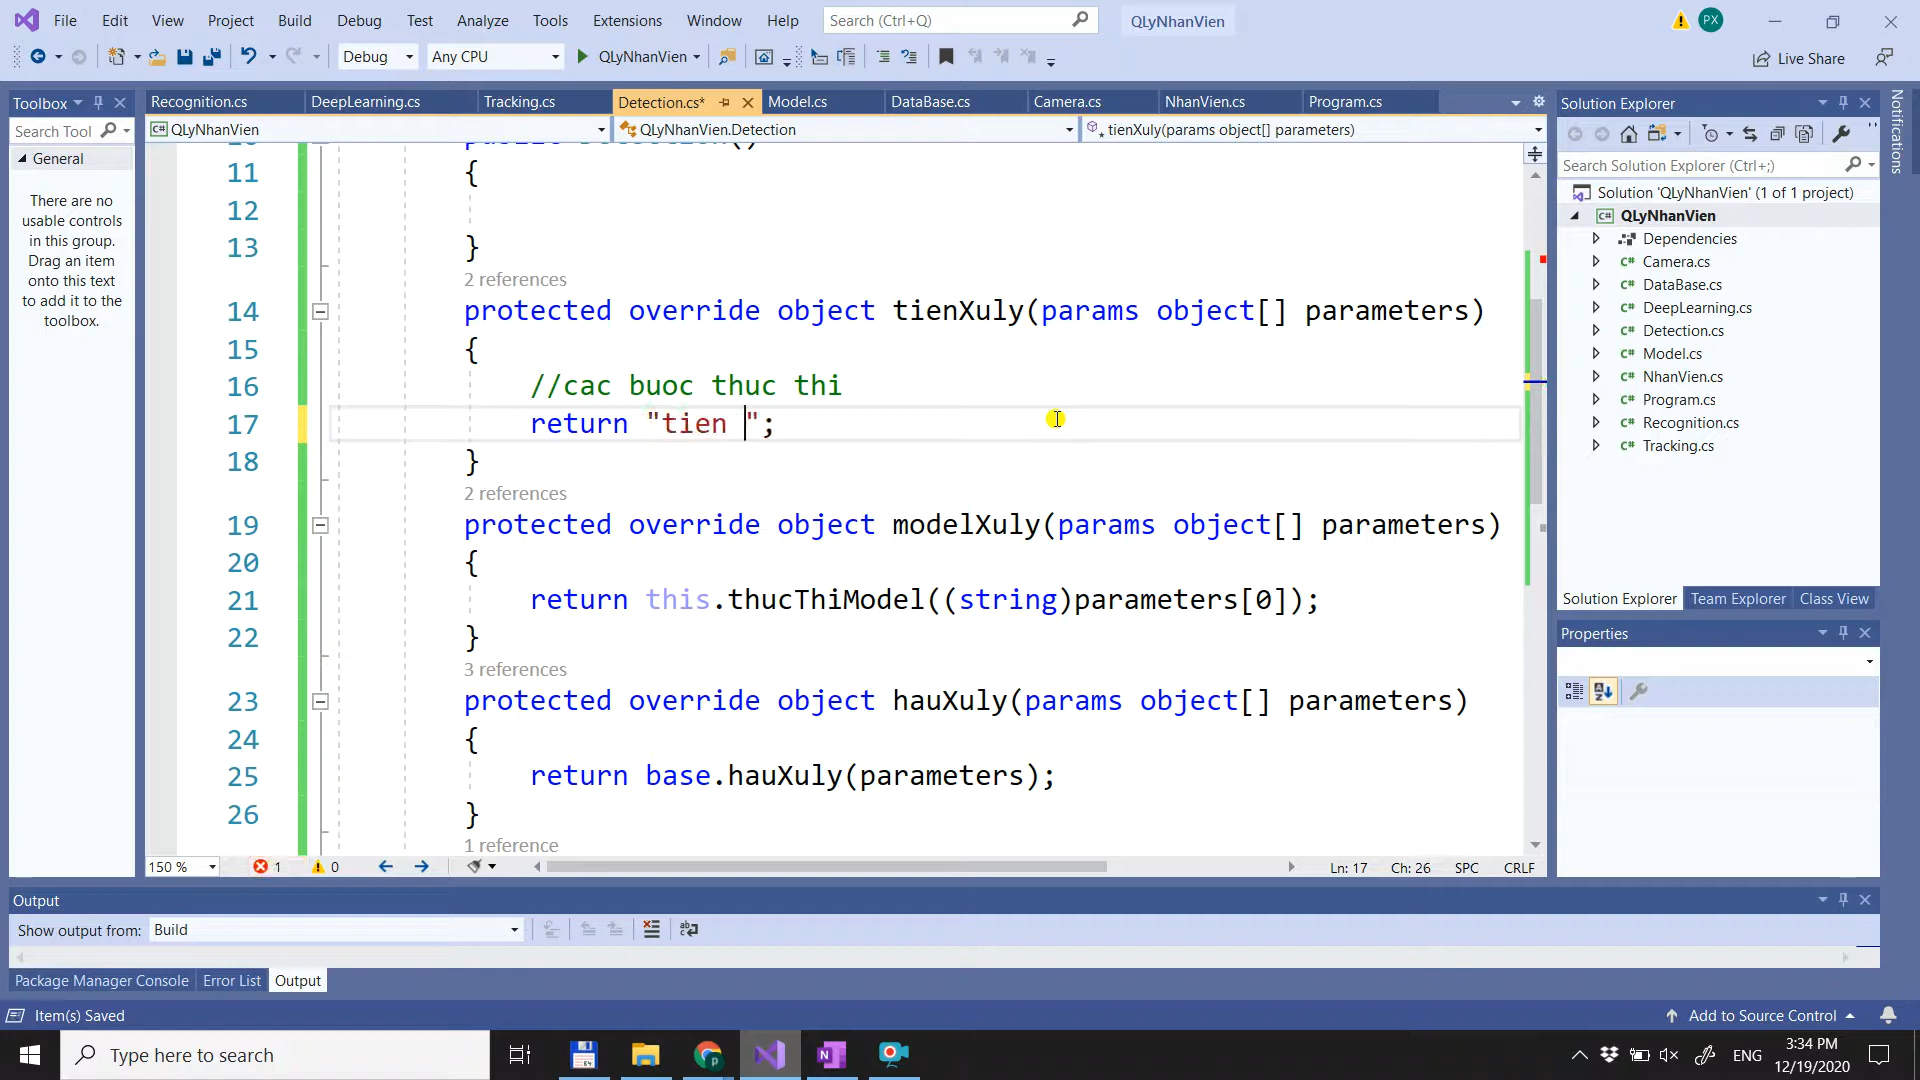 File Edit View Project Build Debug Test Analyze Tools Extensions Window Help Search (Ctrl+Q) QLyNhanVien PX
Debug Any CPU QLyNhanVien Live Share
Toolbox
Search Tool
General
There are no
usable controls
in this group.
Drag an item
onto this text
to add it to the
toolbox.
Recognition.cs DeepLearning.cs Tracking.cs Detection.cs* Model.cs DataBase.cs Camera.cs NhanVien.cs Program.cs
QLyNhanVien QLyNhanVien.Detection tienXuly(params object[] parameters)
11 {
12
13 }
2 references
14 protected override object tienXuly(params object[] parameters)
15 {
16 //cac buoc thuc thi
17 return "tien ";
18 }
2 references
19 protected override object modelXuly(params object[] parameters)
20 {
21 return this.thucThiModel((string)parameters[0]);
22 }
3 references
23 protected override object hauXuly(params object[] parameters)
24 {
25 return base.hauXuly(parameters);
26 }
1 reference
150 % 1 0 Ln: 17 Ch: 26 SPC CRLF
Solution Explorer
Search Solution Explorer (Ctrl+;)
Solution 'QLyNhanVien' (1 of 1 project)
QLyNhanVien
Dependencies
Camera.cs
DataBase.cs
DeepLearning.cs
Detection.cs
Model.cs
NhanVien.cs
Program.cs
Recognition.cs
Tracking.cs
Solution Explorer Team Explorer Class View
Properties
Notifications
Output
Show output from: Build
Package Manager Console Error List Output
Item(s) Saved Add to Source Control
Type here to search
ENG
3:34 PM
12/19/2020